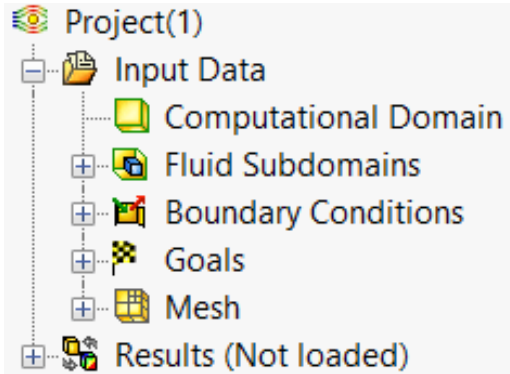 Project(1)
Input Data
Computational Domain
Fluid Subdomains
Boundary Conditions
Goals
Mesh
Results (Not loaded)